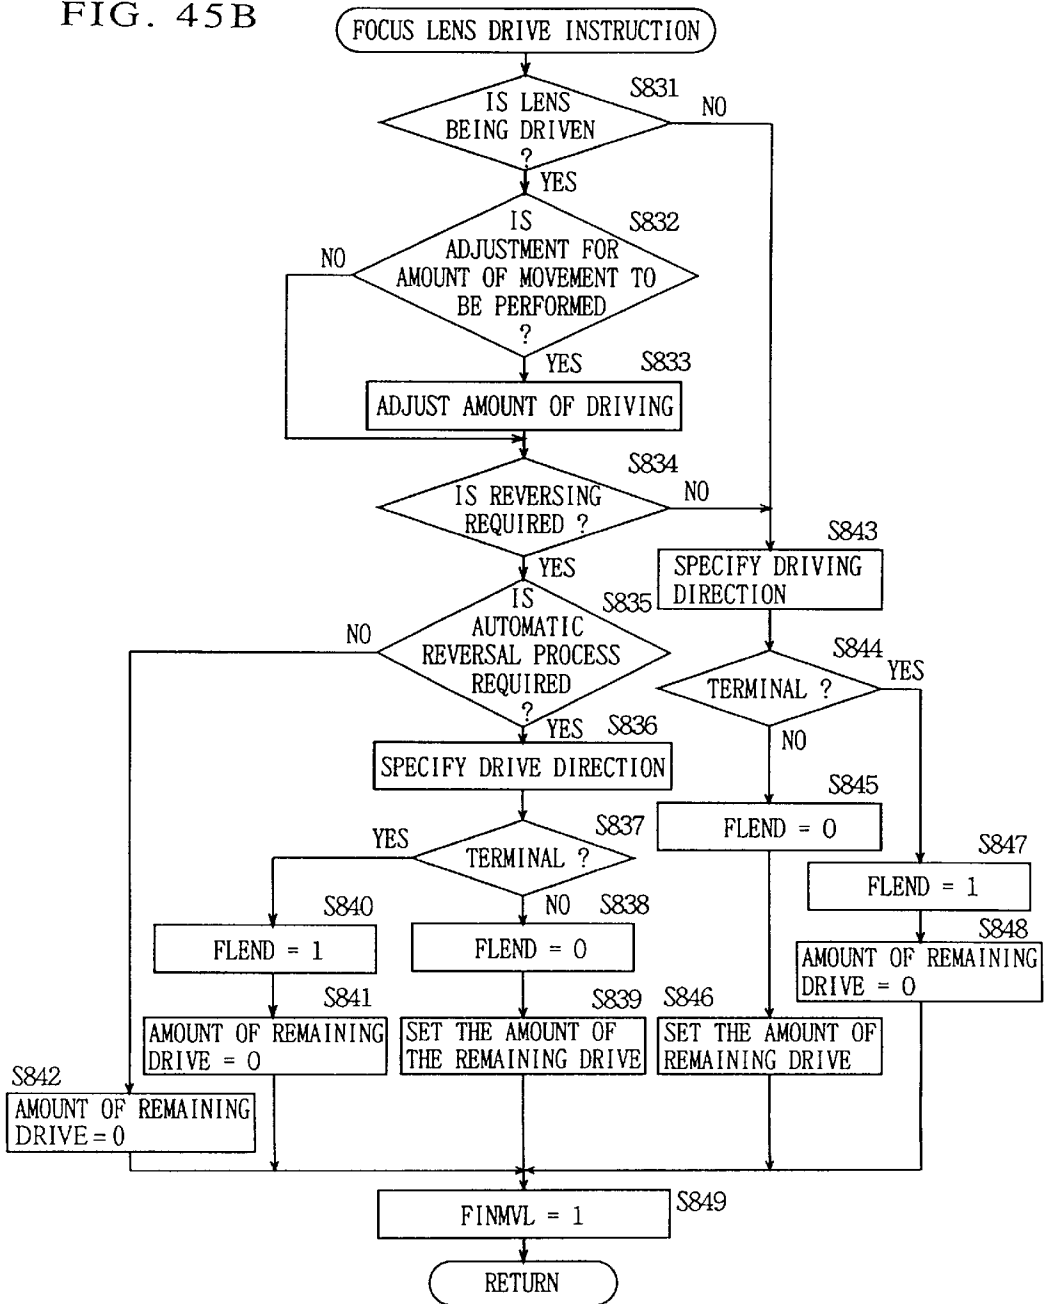 FIG. 45B
FOCUS LENS DRIVE INSTRUCTION
S831
IS LENS
BEING DRIVEN
?
NO
YES
S832
IS
ADJUSTMENT FOR
AMOUNT OF MOVEMENT TO
BE PERFORMED
?
NO
YES
S833
ADJUST AMOUNT OF DRIVING
S834
IS REVERSING
REQUIRED ?
NO
YES
S843
SPECIFY DRIVING
DIRECTION
S835
IS
AUTOMATIC
REVERSAL PROCESS
REQUIRED
?
NO
YES
S844
TERMINAL ?
YES
NO
S836
SPECIFY DRIVE DIRECTION
S845
FLEND = 0
S837
TERMINAL ?
YES
NO
S847
FLEND = 1
S840
FLEND = 1
S838
FLEND = 0
S848
AMOUNT OF REMAINING
DRIVE = 0
S841
AMOUNT OF REMAINING
DRIVE = 0
S839
SET THE AMOUNT OF
THE REMAINING DRIVE
S846
SET THE AMOUNT OF
REMAINING DRIVE
S842
AMOUNT OF REMAINING
DRIVE = 0
S849
FINMVL = 1
RETURN